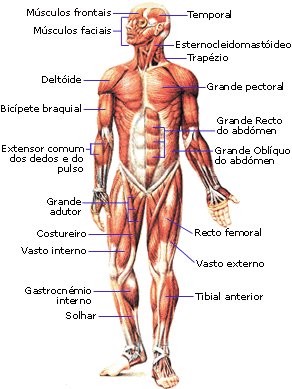 Músculos frontais
Músculos faciais
Deltóide
Bicípete braquial
Extensor comum
dos dedos e do
pulso
Grande
adutor
Costureiro
Vasto interno
Gastrocnémio
interno
Solhar
Temporal
Esternocleidomastóideo
Trapézio
Grande pectoral
Grande Recto
do abdómen
Grande Oblíquo
do abdómen
Recto femoral
Vasto externo
Tibial anterior